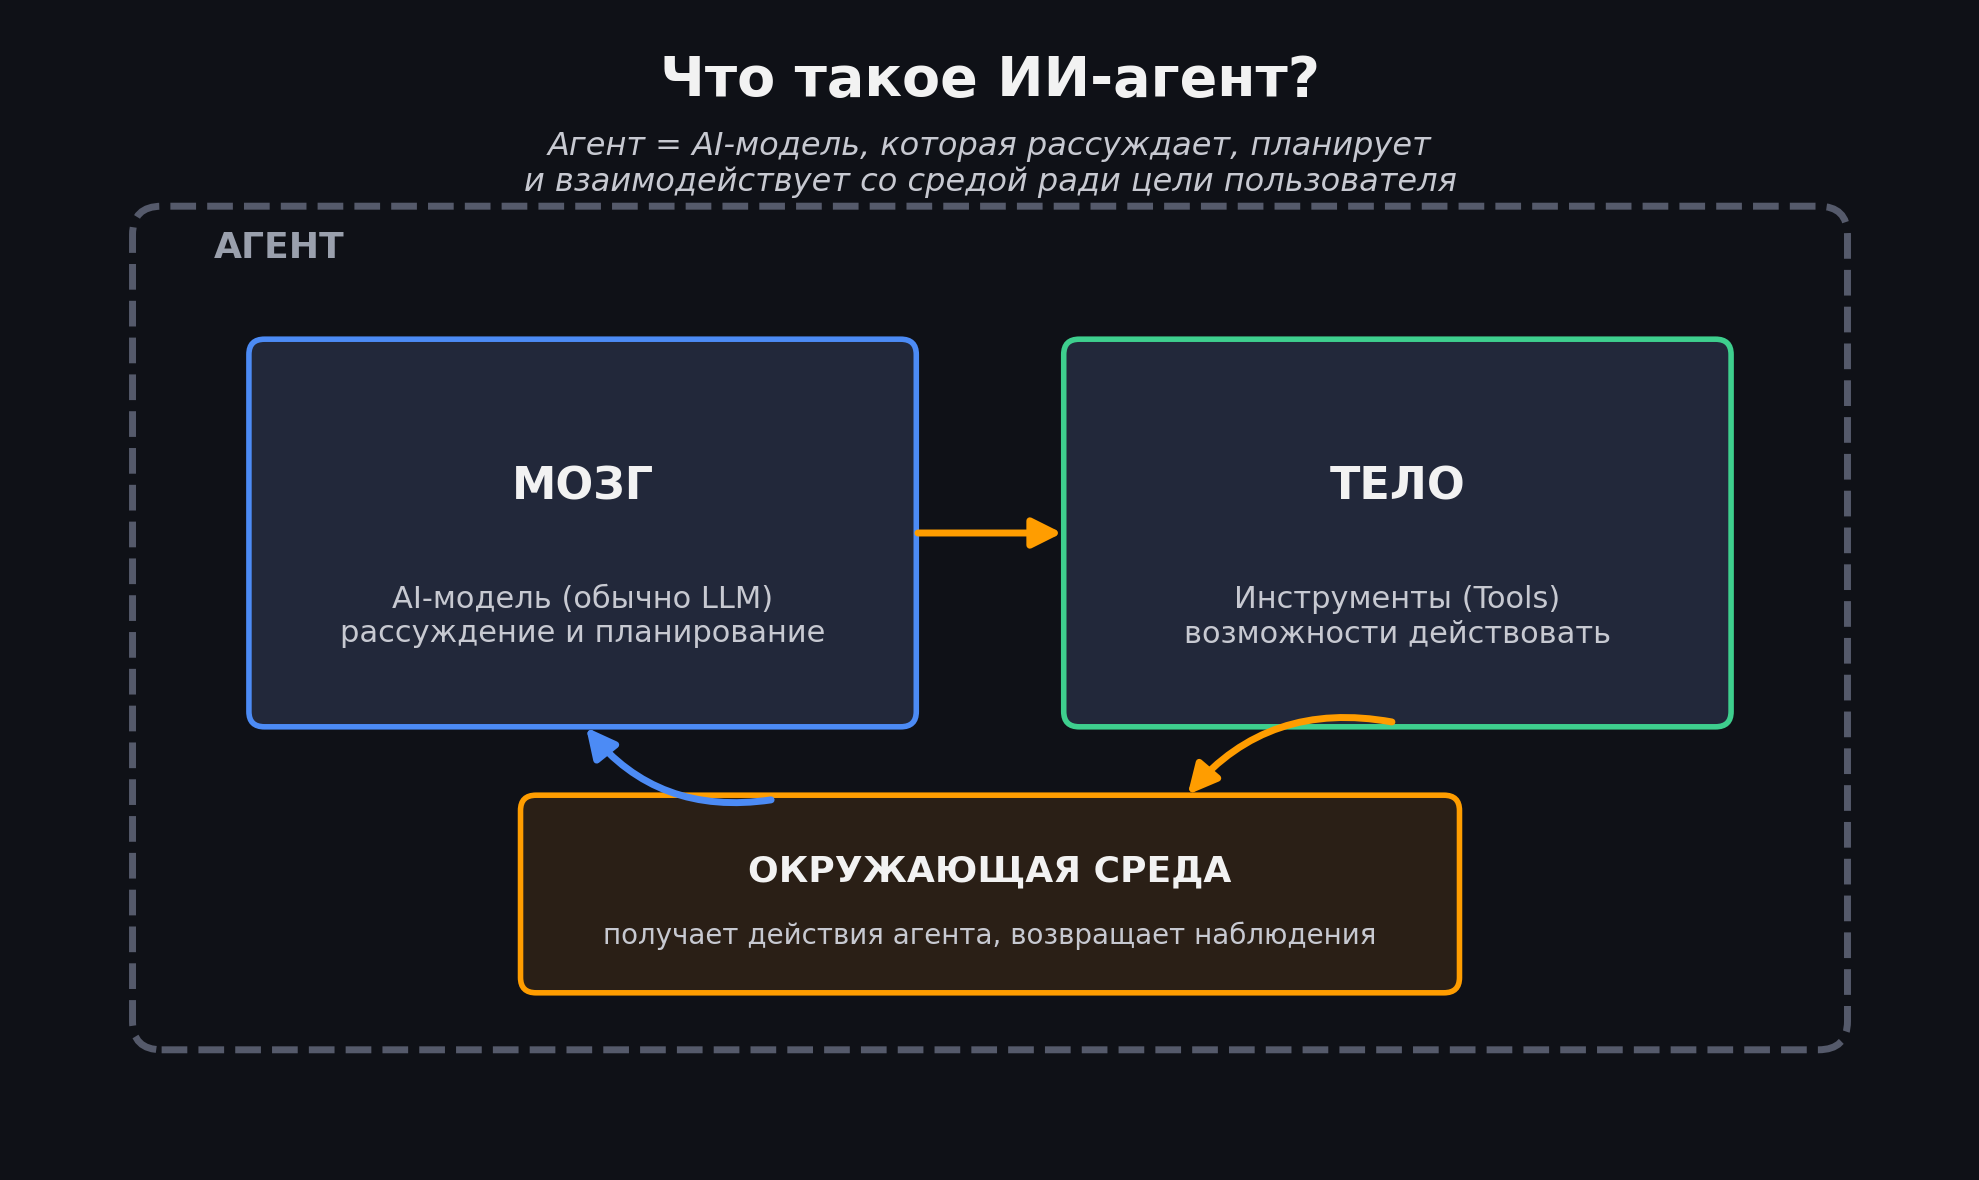 Что такое ИИ-агент?
Агент = AI-модель, которая рассуждает, планирует
и взаимодействует со средой ради цели пользователя
АГЕНТ
МОЗГ
AI-модель (обычно LLM)
рассуждение и планирование
ТЕЛО
Инструменты (Tools)
возможности действовать
ОКРУЖАЮЩАЯ СРЕДА
получает действия агента, возвращает наблюдения